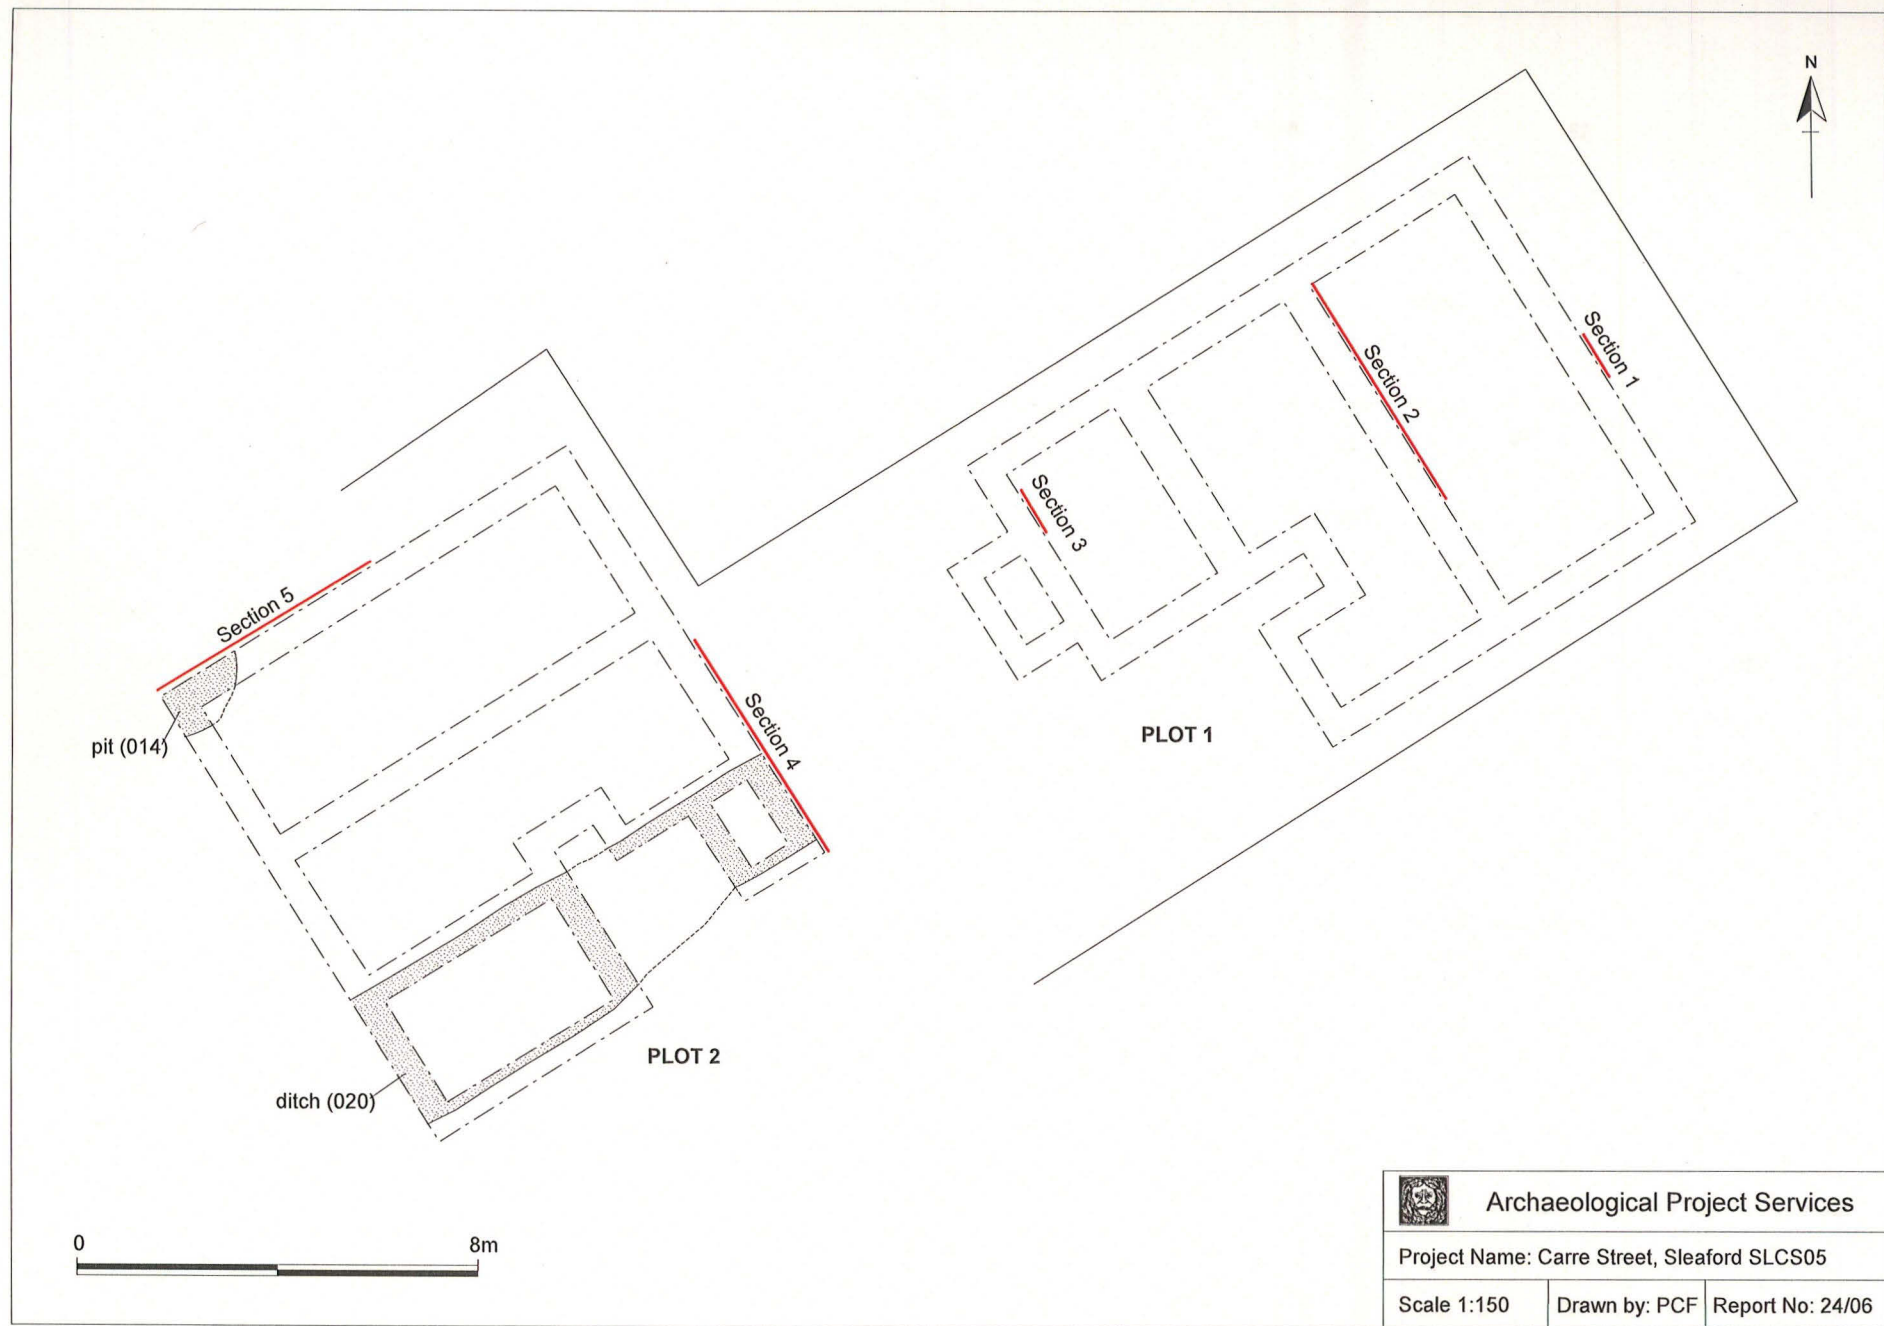 N
Section 1
Section 2
Section 3
Section 5
Section 4
pit (014)
PLOT 1
PLOT 2
ditch (020)
0 8m
Archaeological Project Services
Project Name: Carre Street, Sleaford SLCS05
Scale 1:150 Drawn by: PCF Report No: 24/06